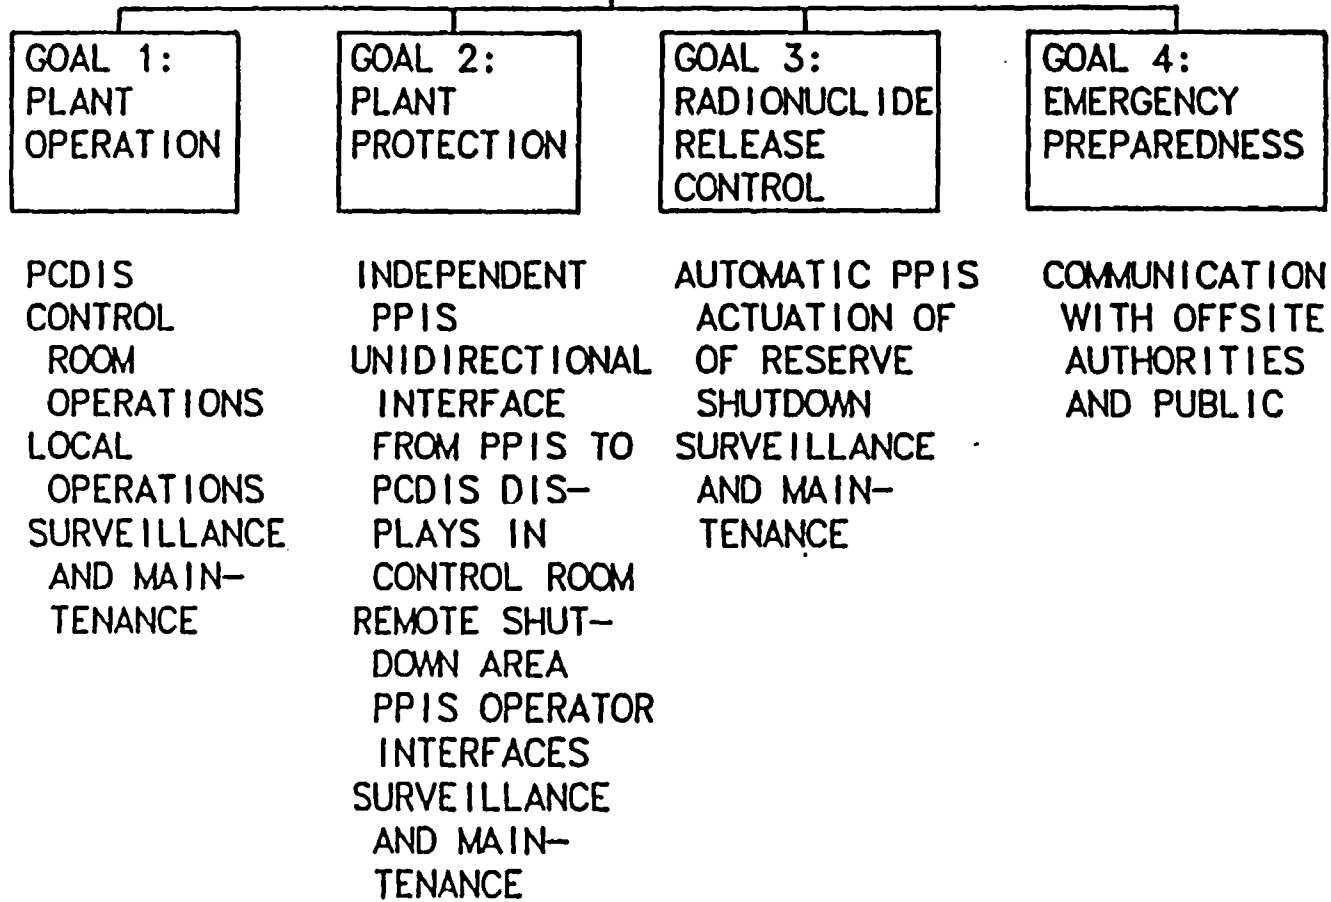 GOAL 1:
PLANT
OPERATION
GOAL 2:
PLANT
PROTECTION
GOAL 3:
RADIONUCLIDE
RELEASE
CONTROL
GOAL 4:
EMERGENCY
PREPAREDNESS
PCDIS
CONTROL
ROOM
OPERATIONS
LOCAL
OPERATIONS
SURVEILLANCE
AND MAIN-
TENANCE
INDEPENDENT
PPIS
UNIDIRECTIONAL
INTERFACE
FROM PPIS TO
PCDIS DIS-
PLAYS IN
CONTROL ROOM
REMOTE SHUT-
DOWN AREA
PPIS OPERATOR
INTERFACES
SURVEILLANCE
AND MAIN-
TENANCE
AUTOMATIC PPIS
ACTUATION OF
OF RESERVE
SHUTDOWN
SURVEILLANCE
AND MAIN-
TENANCE
COMMUNICATION
WITH OFFSITE
AUTHORITIES
AND PUBLIC